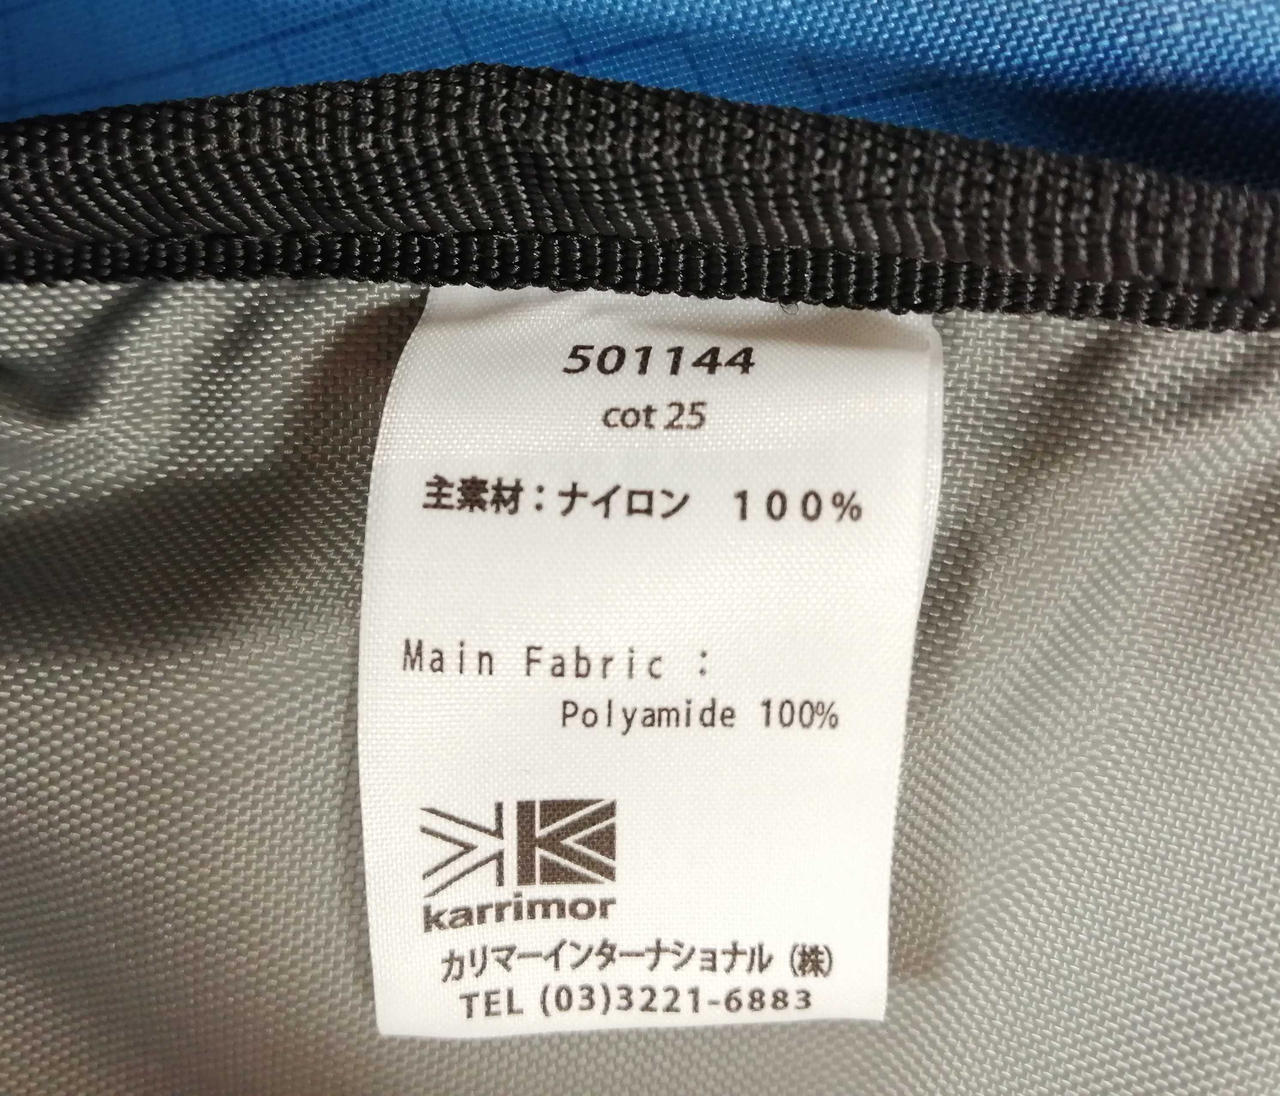 501144
cot 25
主素材：ナイロン　100%
Main Fabric :
Polyamide 100%
karrimor
カリマーインターナショナル（株）
TEL (03)3221-6883